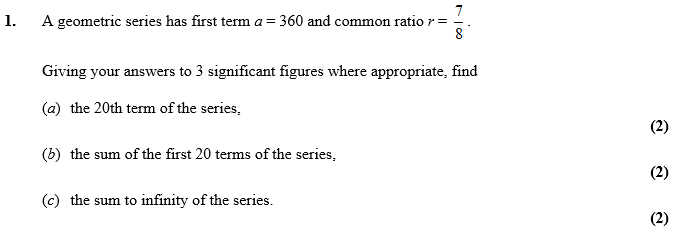 1. A geometric series has first term a = 360 and common ratio r = 7/8.
Giving your answers to 3 significant figures where appropriate, find
(a) the 20th term of the series,
(2)
(b) the sum of the first 20 terms of the series,
(2)
(c) the sum to infinity of the series.
(2)